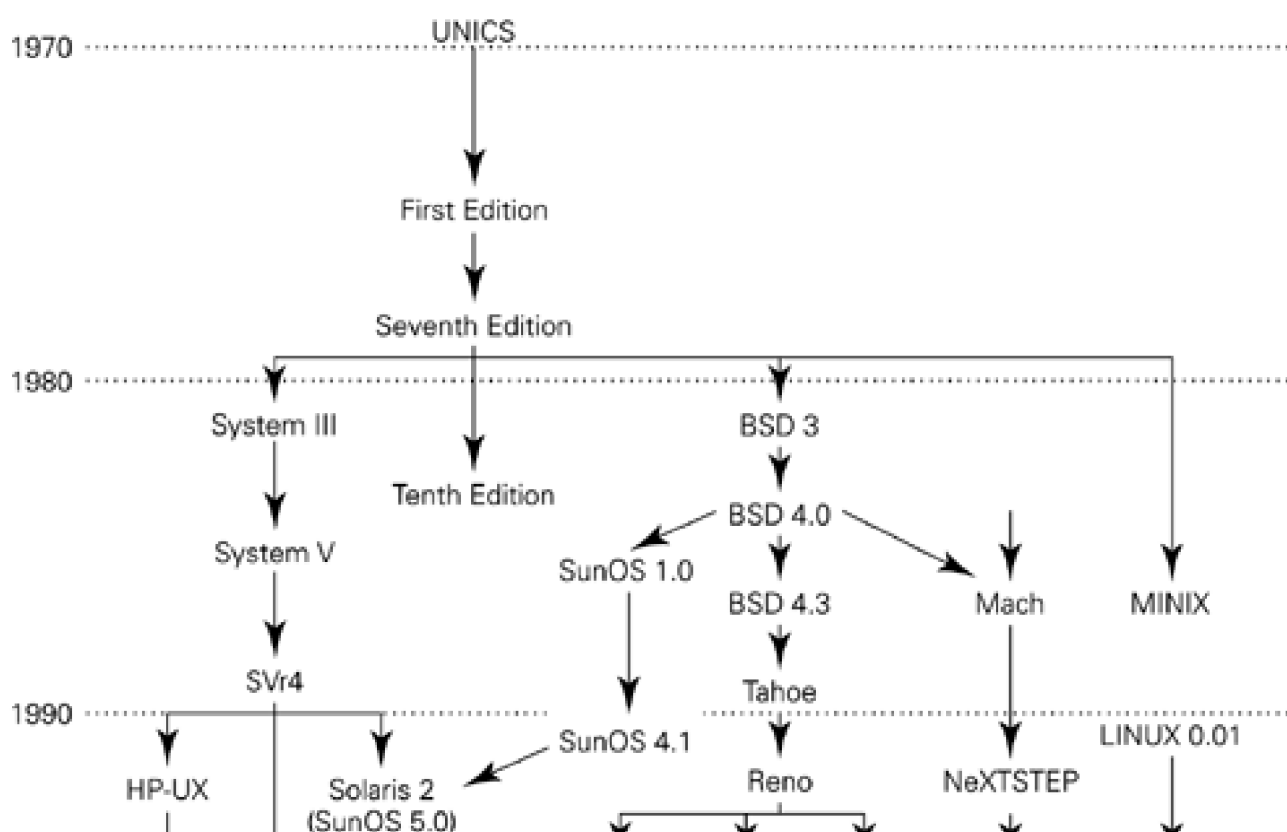 UNICS
1970
First Edition
Seventh Edition
1980
System III
BSD 3
Tenth Edition
BSD 4.0
System V
SunOS 1.0
BSD 4.3
Mach
MINIX
SVr4
Tahoe
1990
LINUX 0.01
SunOS 4.1
HP-UX
Solaris 2
(SunOS 5.0)
Reno
NeXTSTEP